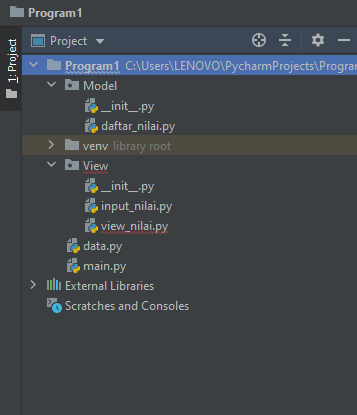 Program1
1: Project
Project
Program1 C:\Users\LENOVO\PycharmProjects\Progra
Model
__init__.py
daftar_nilai.py
venv library root
View
__init__.py
input_nilai.py
view_nilai.py
data.py
main.py
External Libraries
Scratches and Consoles